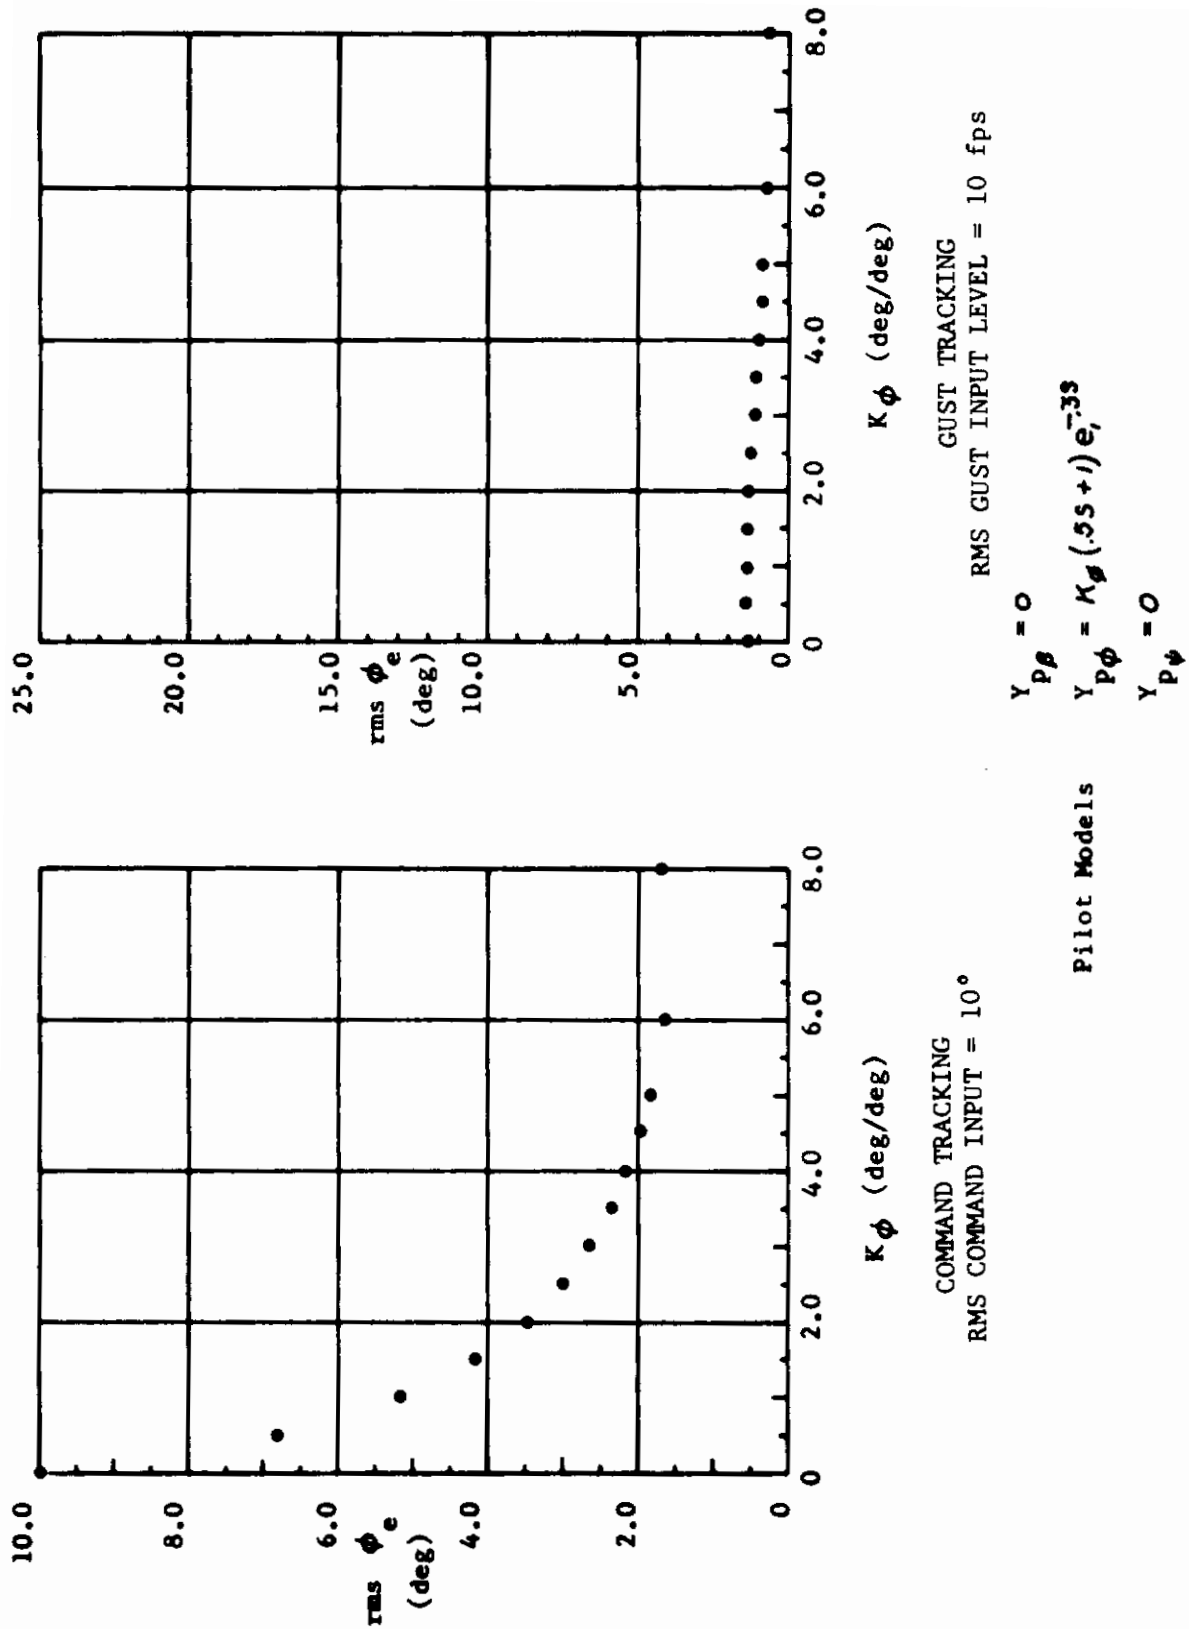 10.0
8.0
6.0
rms ϕe
(deg)
4.0
2.0
0
0 2.0 4.0 6.0 8.0
Kϕ (deg/deg)
COMMAND TRACKING
RMS COMMAND INPUT = 10°
25.0
20.0
15.0
rms ϕe
(deg)
10.0
5.0
0
0 2.0 4.0 6.0 8.0
Kϕ (deg/deg)
GUST TRACKING
RMS GUST INPUT LEVEL = 10 fps
Pilot Models
Ypβ = 0
Ypϕ = Kϕ (.5S + 1) e^-.3S
Ypψ = 0